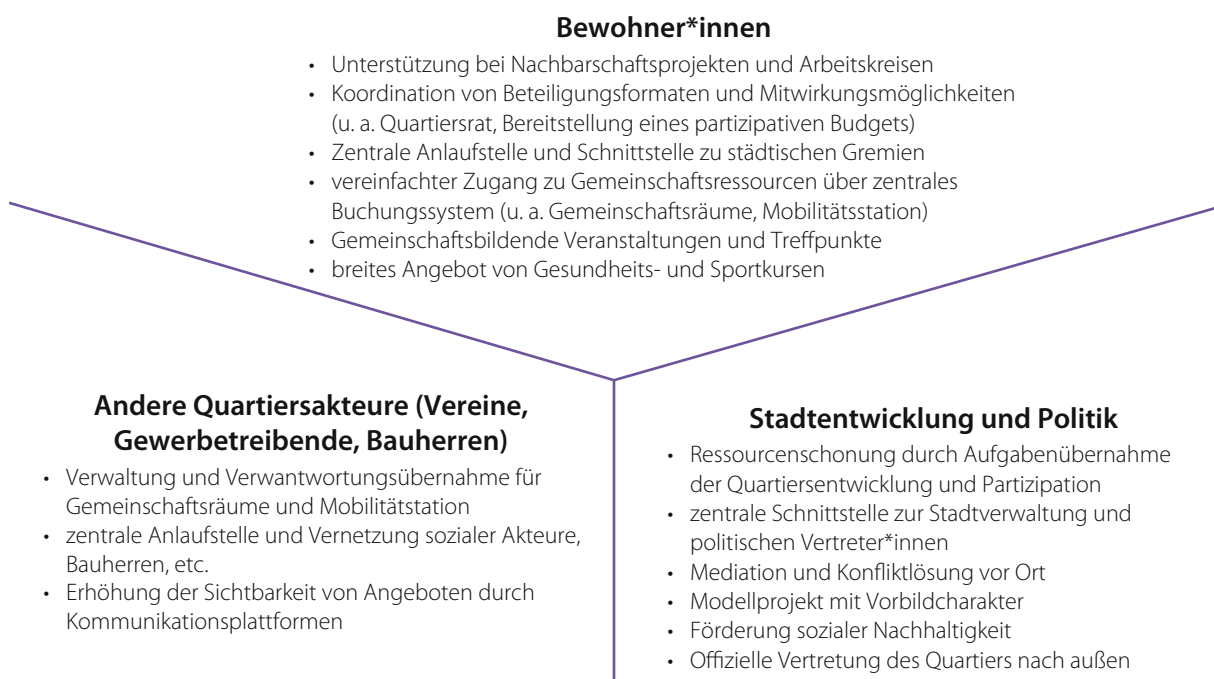 Bewohner*innen
• Unterstützung bei Nachbarschaftsprojekten und Arbeitskreisen
• Koordination von Beteiligungsformaten und Mitwirkungsmöglichkeiten
(u. a. Quartiersrat, Bereitstellung eines partizipativen Budgets)
• Zentrale Anlaufstelle und Schnittstelle zu städtischen Gremien
• vereinfachter Zugang zu Gemeinschaftsressourcen über zentrales
Buchungssystem (u. a. Gemeinschaftsräume, Mobilitätsstation)
• Gemeinschaftsbildende Veranstaltungen und Treffpunkte
• breites Angebot von Gesundheits- und Sportkursen
Andere Quartiersakteure (Vereine,
Gewerbetreibende, Bauherren)
• Verwaltung und Verwantwortungsübernahme für
Gemeinschaftsräume und Mobilitätstation
• zentrale Anlaufstelle und Vernetzung sozialer Akteure,
Bauherren, etc.
• Erhöhung der Sichtbarkeit von Angeboten durch
Kommunikationsplattformen
Stadtentwicklung und Politik
• Ressourcenschonung durch Aufgabenübernahme
der Quartiersentwicklung und Partizipation
• zentrale Schnittstelle zur Stadtverwaltung und
politischen Vertreter*innen
• Mediation und Konfliktlösung vor Ort
• Modellprojekt mit Vorbildcharakter
• Förderung sozialer Nachhaltigkeit
• Offizielle Vertretung des Quartiers nach außen